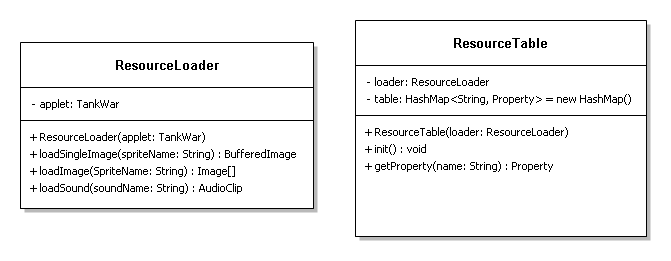 ResourceLoader
- applet: TankWar
+ ResourceLoader(applet: TankWar)
+ loadSingleImage(spriteName: String) : BufferedImage
+ loadImage(SpriteName: String) : Image[]
+ loadSound(soundName: String) : AudioClip
ResourceTable
- loader: ResourceLoader
- table: HashMap<String, Property> = new HashMap()
+ ResourceTable(loader: ResourceLoader)
+ init() : void
+ getProperty(name: String) : Property